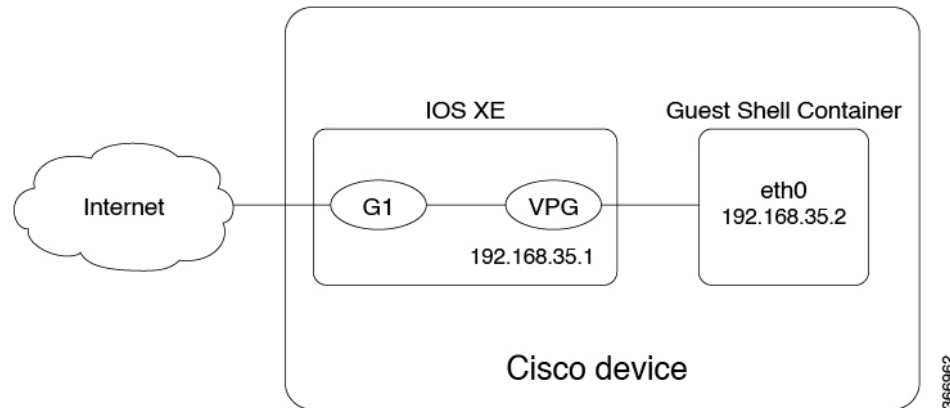 IOS XE
Guest Shell Container
Internet
G1
VPG
eth0
192.168.35.2
192.168.35.1
Cisco device
366962